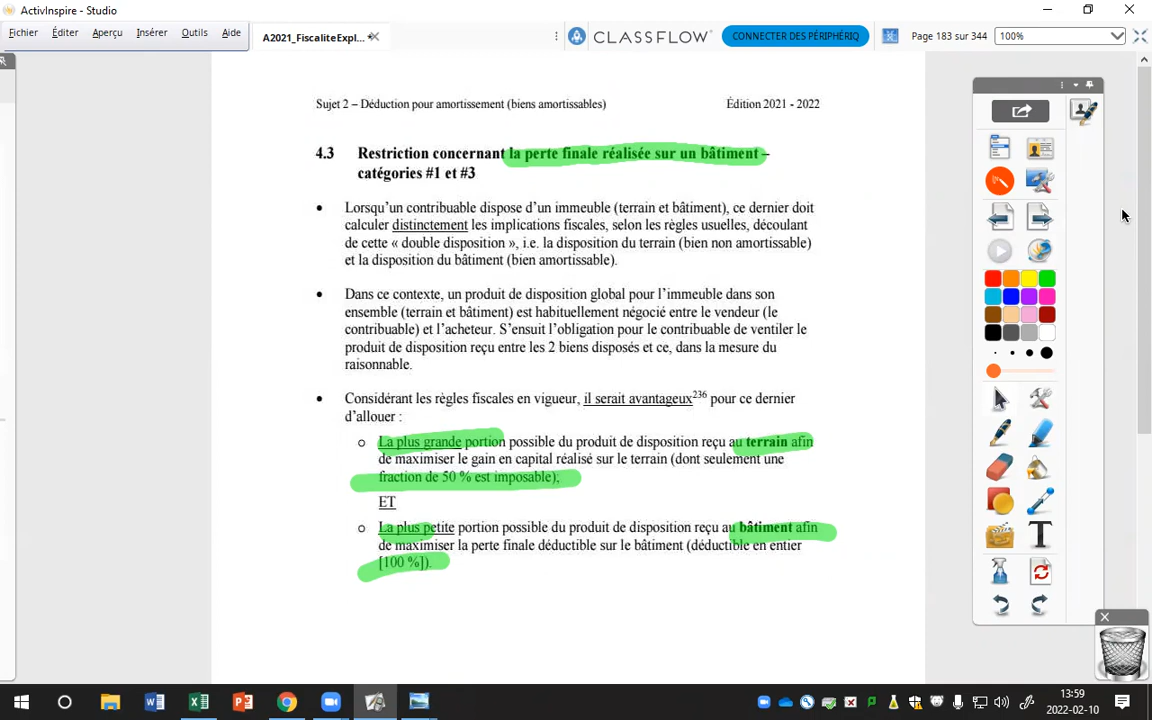 ActivInspire - Studio
Fichier Éditer Aperçu Insérer Outils Aide
A2021_FiscaliteExpl...
CLASSFLOW
CONNECTER DES PÉRIPHÉRIQ
Page 183 sur 344
100%
Sujet 2 – Déduction pour amortissement (biens amortissables) Édition 2021 - 2022
4.3 Restriction concernant la perte finale réalisée sur un bâtiment –
catégories #1 et #3
• Lorsqu’un contribuable dispose d’un immeuble (terrain et bâtiment), ce dernier doit
calculer distinctement les implications fiscales, selon les règles usuelles, découlant
de cette « double disposition », i.e. la disposition du terrain (bien non amortissable)
et la disposition du bâtiment (bien amortissable).
• Dans ce contexte, un produit de disposition global pour l’immeuble dans son
ensemble (terrain et bâtiment) est habituellement négocié entre le vendeur (le
contribuable) et l’acheteur. S’ensuit l’obligation pour le contribuable de ventiler le
produit de disposition reçu entre les 2 biens disposés et ce, dans la mesure du
raisonnable.
• Considérant les règles fiscales en vigueur, il serait avantageux236 pour ce dernier
d’allouer :
o La plus grande portion possible du produit de disposition reçu au terrain afin
de maximiser le gain en capital réalisé sur le terrain (dont seulement une
fraction de 50 % est imposable);
ET
o La plus petite portion possible du produit de disposition reçu au bâtiment afin
de maximiser la perte finale déductible sur le bâtiment (déductible en entier
[100 %]).
13:59
2022-02-10